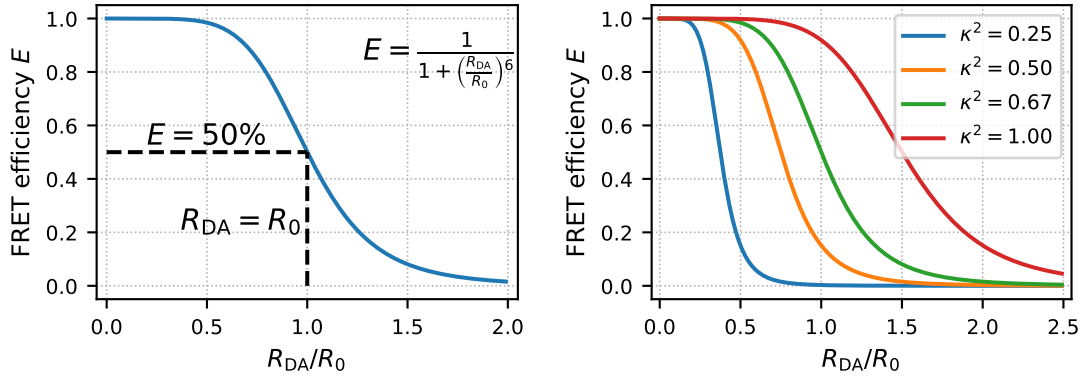 FRET efficiency E
1.0
0.8
0.6
0.4
0.2
0.0
E = 1/(1 + (R_DA/R_0)^6)
E = 50%
R_DA = R_0
0.0 0.5 1.0 1.5 2.0
R_DA/R_0
FRET efficiency E
1.0
0.8
0.6
0.4
0.2
0.0
κ² = 0.25
κ² = 0.50
κ² = 0.67
κ² = 1.00
0.0 0.5 1.0 1.5 2.0 2.5
R_DA/R_0